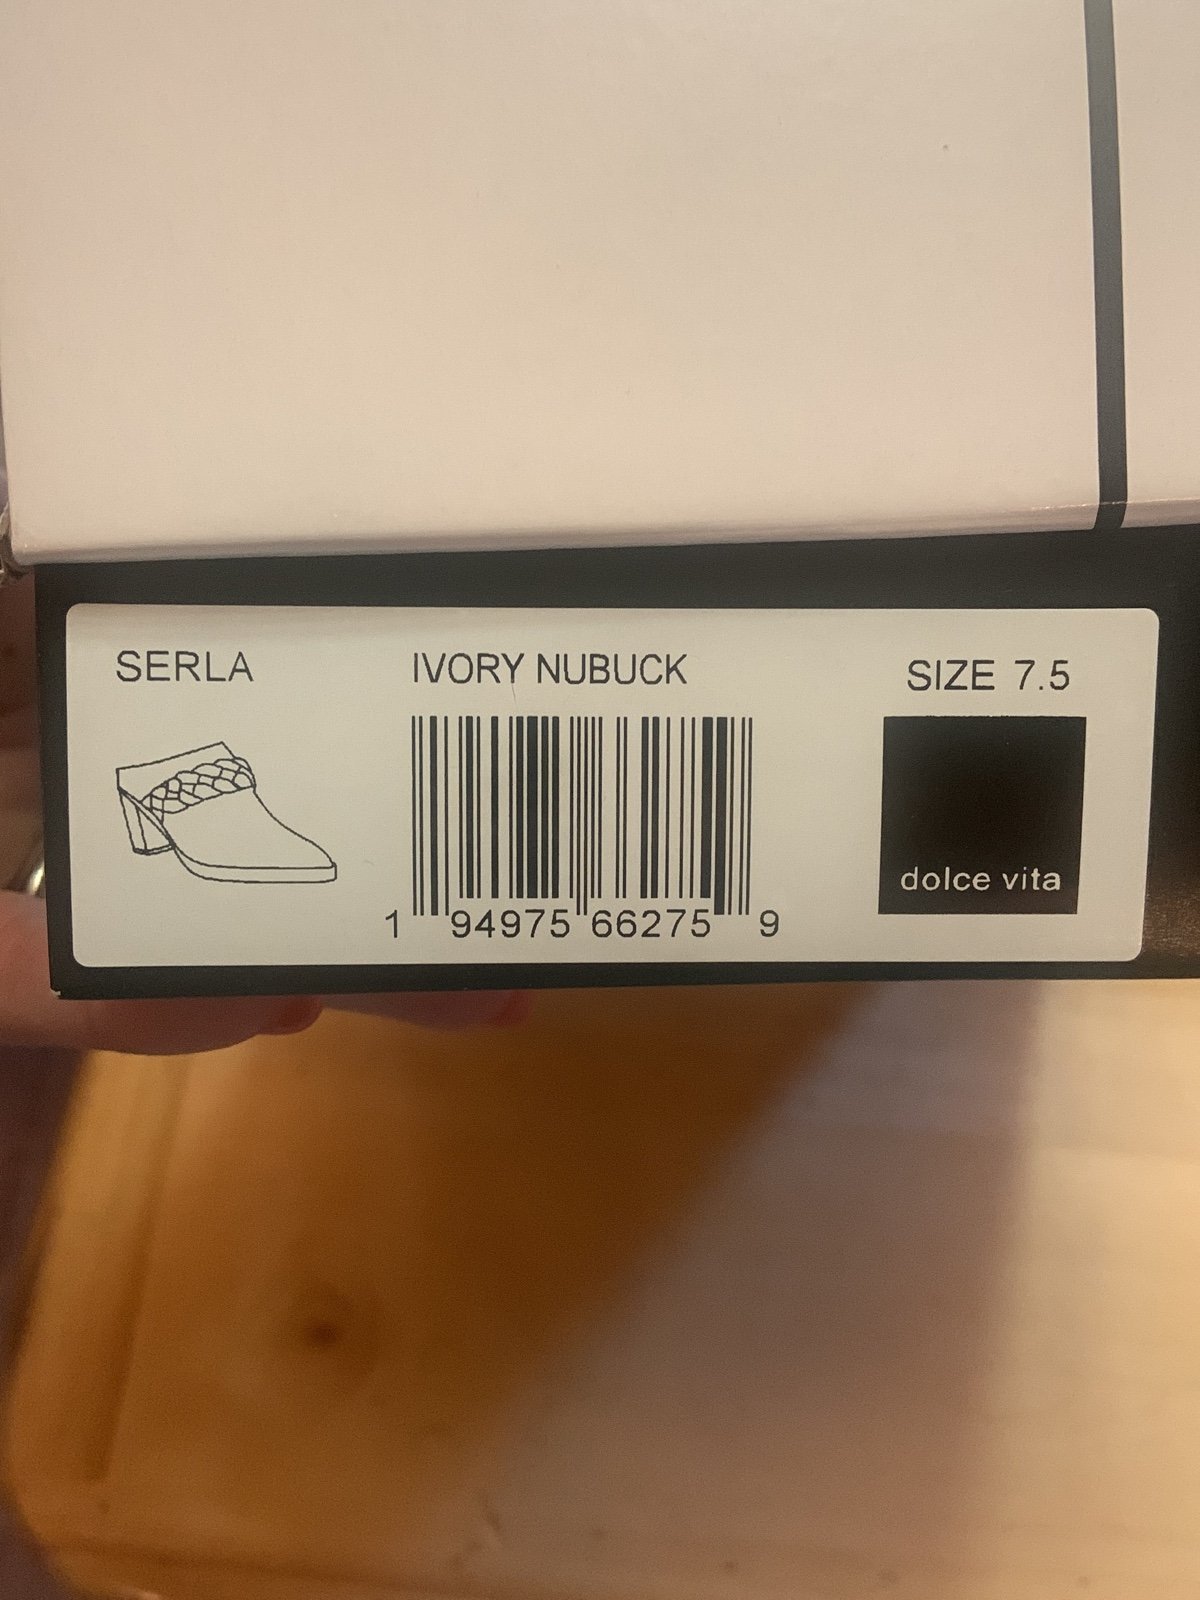 SERLA
IVORY NUBUCK
SIZE 7.5
dolce vita
1 94975 66275 9